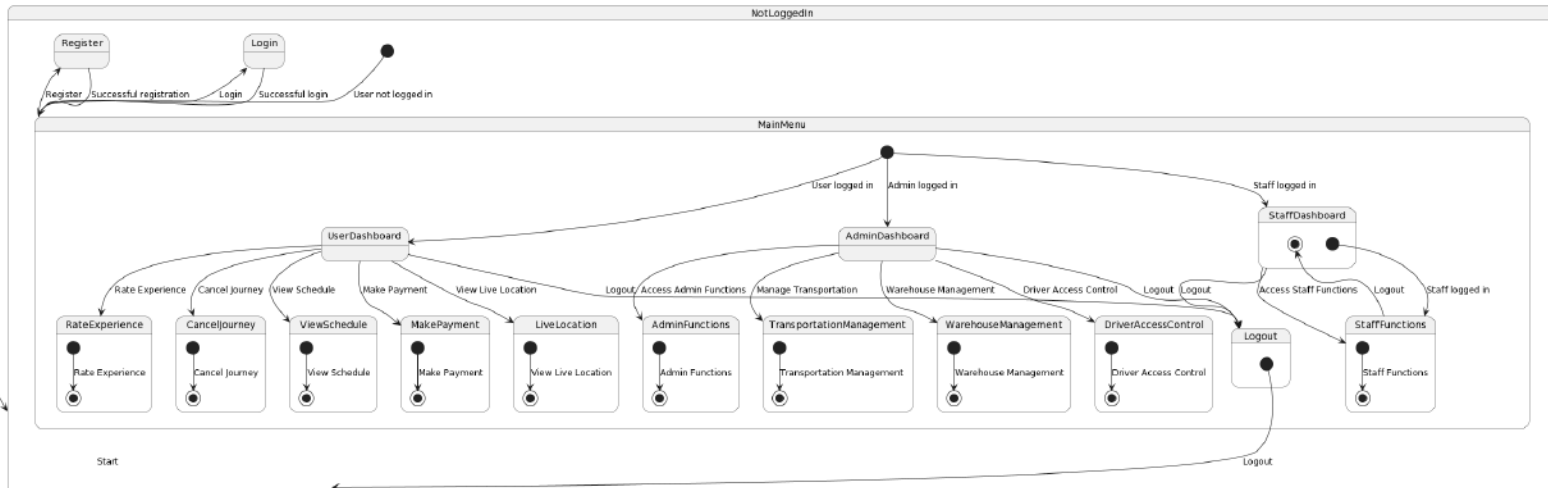 NotLoggedIn
Register
Login
Register
Successful registration
Login
Successful login
User not logged in
MainMenu
User logged in
Admin logged in
Staff logged in
StaffDashboard
UserDashboard
AdminDashboard
Rate Experience
Cancel Journey
View Schedule
Make Payment
View Live Location
Logout
Access Admin Functions
Manage Transportation
Warehouse Management
Driver Access Control
Logout
Logout
Access Staff Functions
Logout
Staff logged in
RateExperience
CancelJourney
ViewSchedule
MakePayment
LiveLocation
AdminFunctions
TransportationManagement
WarehouseManagement
DriverAccessControl
Logout
StaffFunctions
Rate Experience
Cancel Journey
View Schedule
Make Payment
View Live Location
Admin Functions
Transportation Management
Warehouse Management
Driver Access Control
Staff Functions
Start
Logout